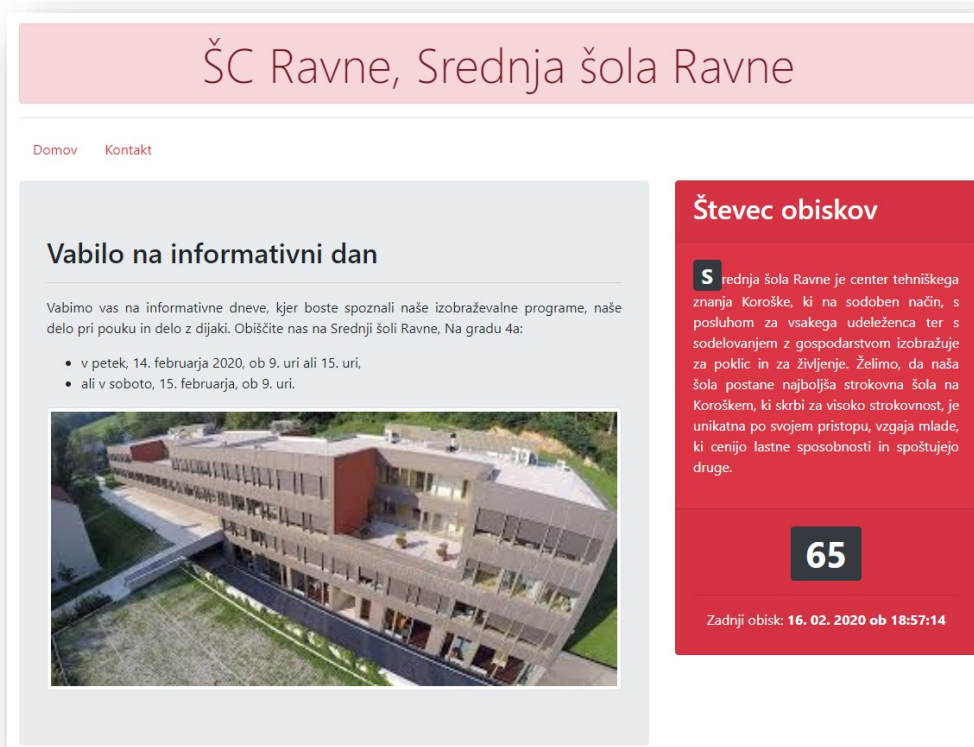 ŠC Ravne, Srednja šola Ravne
Domov Kontakt
Vabilo na informativni dan
Vabimo vas na informativne dneve, kjer boste spoznali naše izobraževalne programe, naše
delo pri pouku in delo z dijaki. Obiščite nas na Srednji šoli Ravne, Na gradu 4a:
• v petek, 14. februarja 2020, ob 9. uri ali 15. uri,
• ali v soboto, 15. februarja, ob 9. uri.
Števec obiskov
Srednja šola Ravne je center tehniškega
znanja Koroške, ki na sodoben način, s
posluhom za vsakega udeleženca ter s
sodelovanjem z gospodarstvom izobražuje
za poklic in za življenje. Želimo, da naša
šola postane najboljša strokovna šola na
Koroškem, ki skrbi za visoko strokovnost, je
unikatna po svojem pristopu, vzgaja mlade,
ki cenijo lastne sposobnosti in spoštujejo
druge.
65
Zadnji obisk: 16. 02. 2020 ob 18:57:14